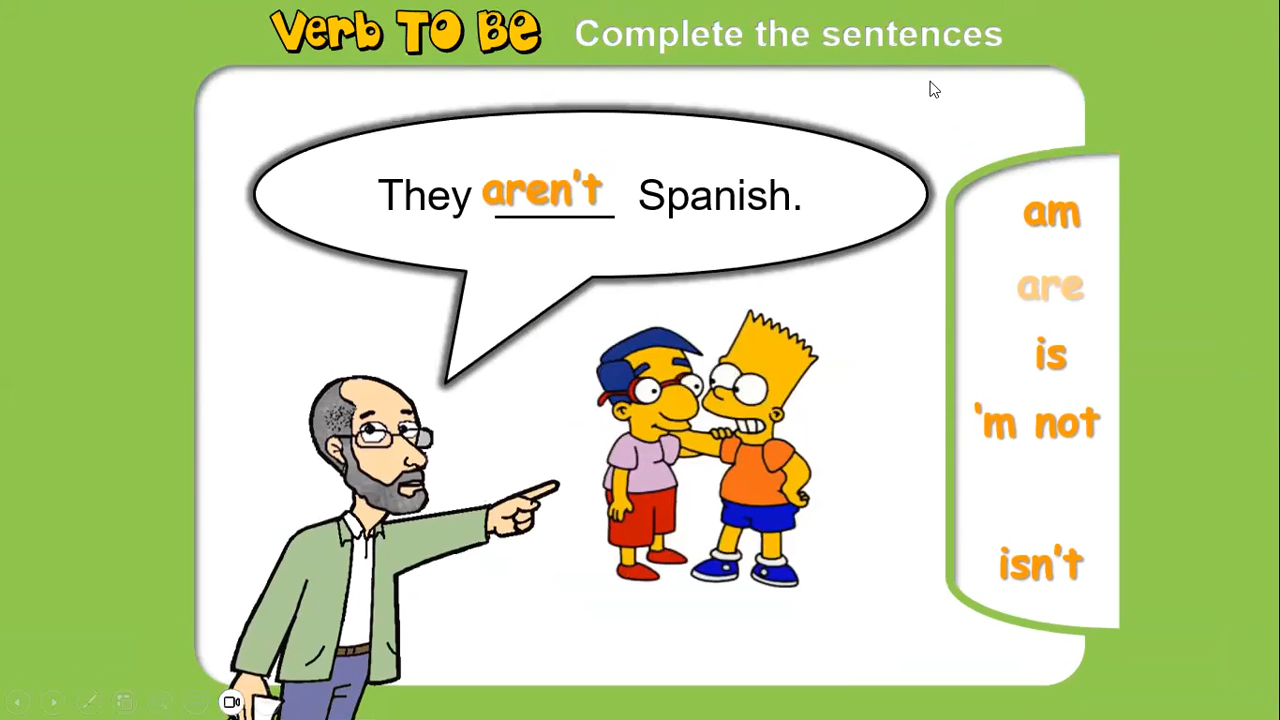 Verb TO BE Complete the sentences
They aren't Spanish.
am
are
is
'm not
isn't